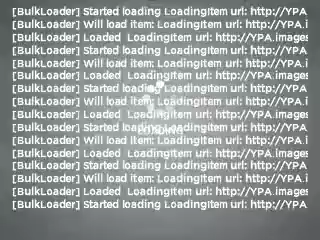 [BulkLoader] Started loading LoadingItem url: http://YPA
[BulkLoader] Will load item: LoadingItem url: http://YPA.i
[BulkLoader] Loaded LoadingItem url: http://YPA.images
[BulkLoader] Started loading LoadingItem url: http://YPA
[BulkLoader] Will load item: LoadingItem url: http://YPA.i
[BulkLoader] Loaded LoadingItem url: http://YPA.images
[BulkLoader] Started loading LoadingItem url: http://YPA
[BulkLoader] Will load item: LoadingItem url: http://YPA.i
[BulkLoader] Loaded LoadingItem url: http://YPA.images
[BulkLoader] Started loading LoadingItem url: http://YPA
LOADING
[BulkLoader] Will load item: LoadingItem url: http://YPA.i
[BulkLoader] Loaded LoadingItem url: http://YPA.images
[BulkLoader] Started loading LoadingItem url: http://YPA
[BulkLoader] Will load item: LoadingItem url: http://YPA.i
[BulkLoader] Loaded LoadingItem url: http://YPA.images
[BulkLoader] Started loading LoadingItem url: http://YPA